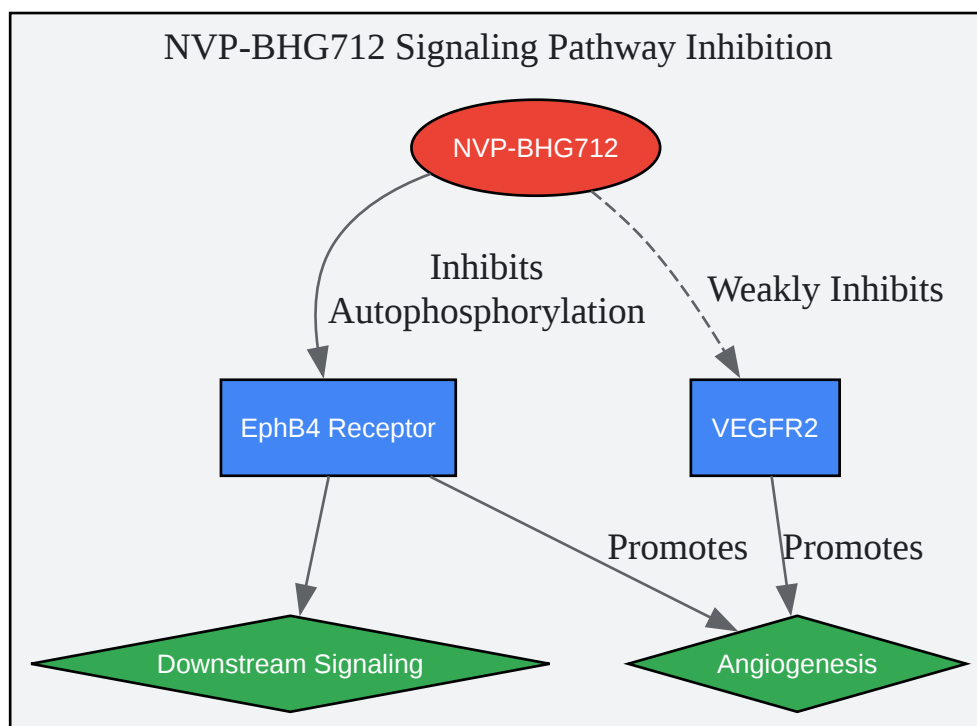 NVP-BHG712 Signaling Pathway Inhibition
NVP-BHG712
Inhibits
Autophosphorylation
Weakly Inhibits
EphB4 Receptor
VEGFR2
Promotes
Promotes
Downstream Signaling
Angiogenesis